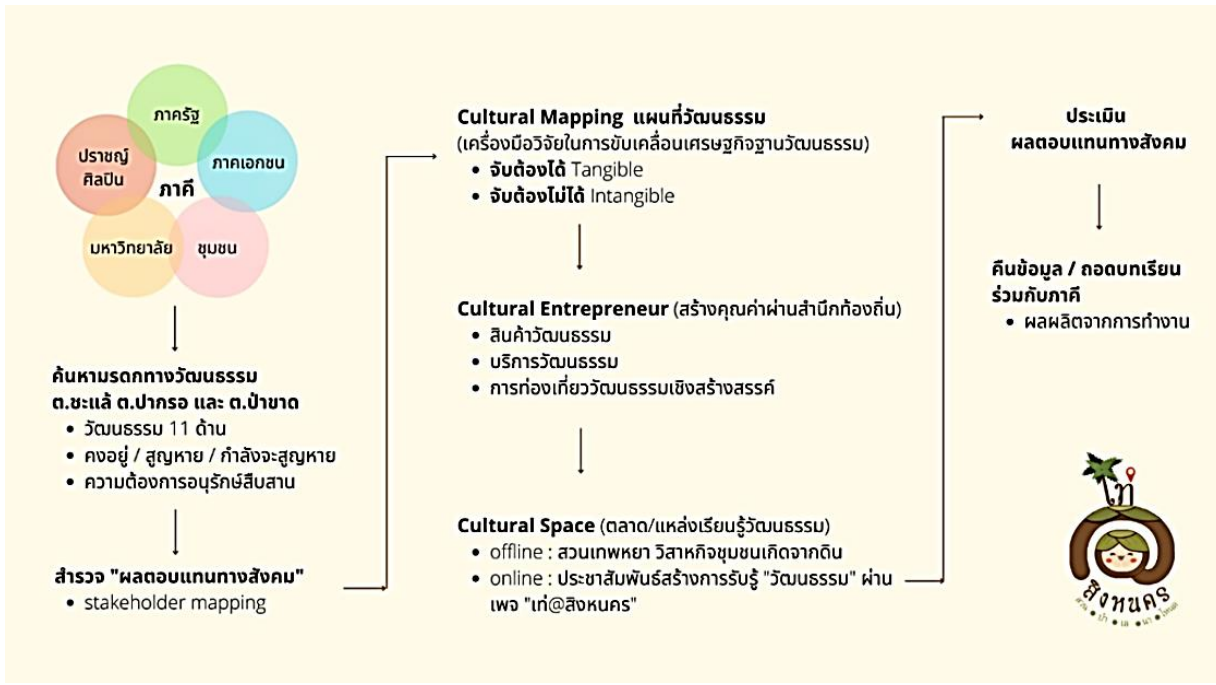 ภาครัฐ
ปราชญ์
ศิลปิน
ภาคเอกชน
ภาคี
มหาวิทยาลัย
ชุมชน
ค้นหามรดกทางวัฒนธรรม
ต.ชะแล้ ต.ปากรอ และ ต.ป่าขาด
• วัฒนธรรม 11 ด้าน
• คงอยู่ / สูญหาย / กำลังจะสูญหาย
• ความต้องการอนุรักษ์สืบสาน
สำรวจ "ผลตอบแทนทางสังคม"
• stakeholder mapping
Cultural Mapping แผนที่วัฒนธรรม
(เครื่องมือวิจัยในการขับเคลื่อนเศรษฐกิจฐานวัฒนธรรม)
• จับต้องได้ Tangible
• จับต้องไม่ได้ Intangible
Cultural Entrepreneur (สร้างคุณค่าผ่านสำนึกท้องถิ่น)
• สินค้าวัฒนธรรม
• บริการวัฒนธรรม
• การท่องเที่ยววัฒนธรรมเชิงสร้างสรรค์
Cultural Space (ตลาด/แหล่งเรียนรู้วัฒนธรรม)
• offline : สวนเทพหยา วิสาหกิจชุมชนเกิดจากดิน
• online : ประชาสัมพันธ์สร้างการรับรู้ "วัฒนธรรม" ผ่าน
เพจ "เท่@สิงหนคร"
ประเมิน
ผลตอบแทนทางสังคม
คืนข้อมูล / ถอดบทเรียน
ร่วมกับภาคี
• ผลผลิตจากการทำงาน
เท่
สิงหนคร